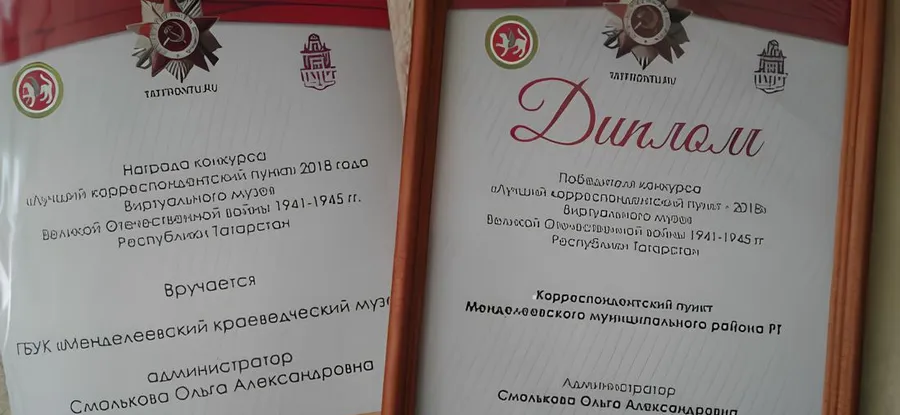 TATFRONTU.RU
Награда конкурса
«Лучший корреспондентский пункт» 2018 года
Виртуального музея
Великой Отечественной войны 1941-1945 гг.
Республики Татарстан
Вручается
ГБУК «Менделеевский краеведческий музе
администратор
Смолькова Ольга Александровна
TATFRONTU.RU
Диплом
Победителя конкурса
«Лучший корреспондентский пункт - 2018»
Виртуального музея
Великой Отечественной войны 1941-1945 гг
Республики Татарстан
Корреспондентский пункт
Менделеевского муниципального района РТ
Администратор
Смолькова Ольга Александровна